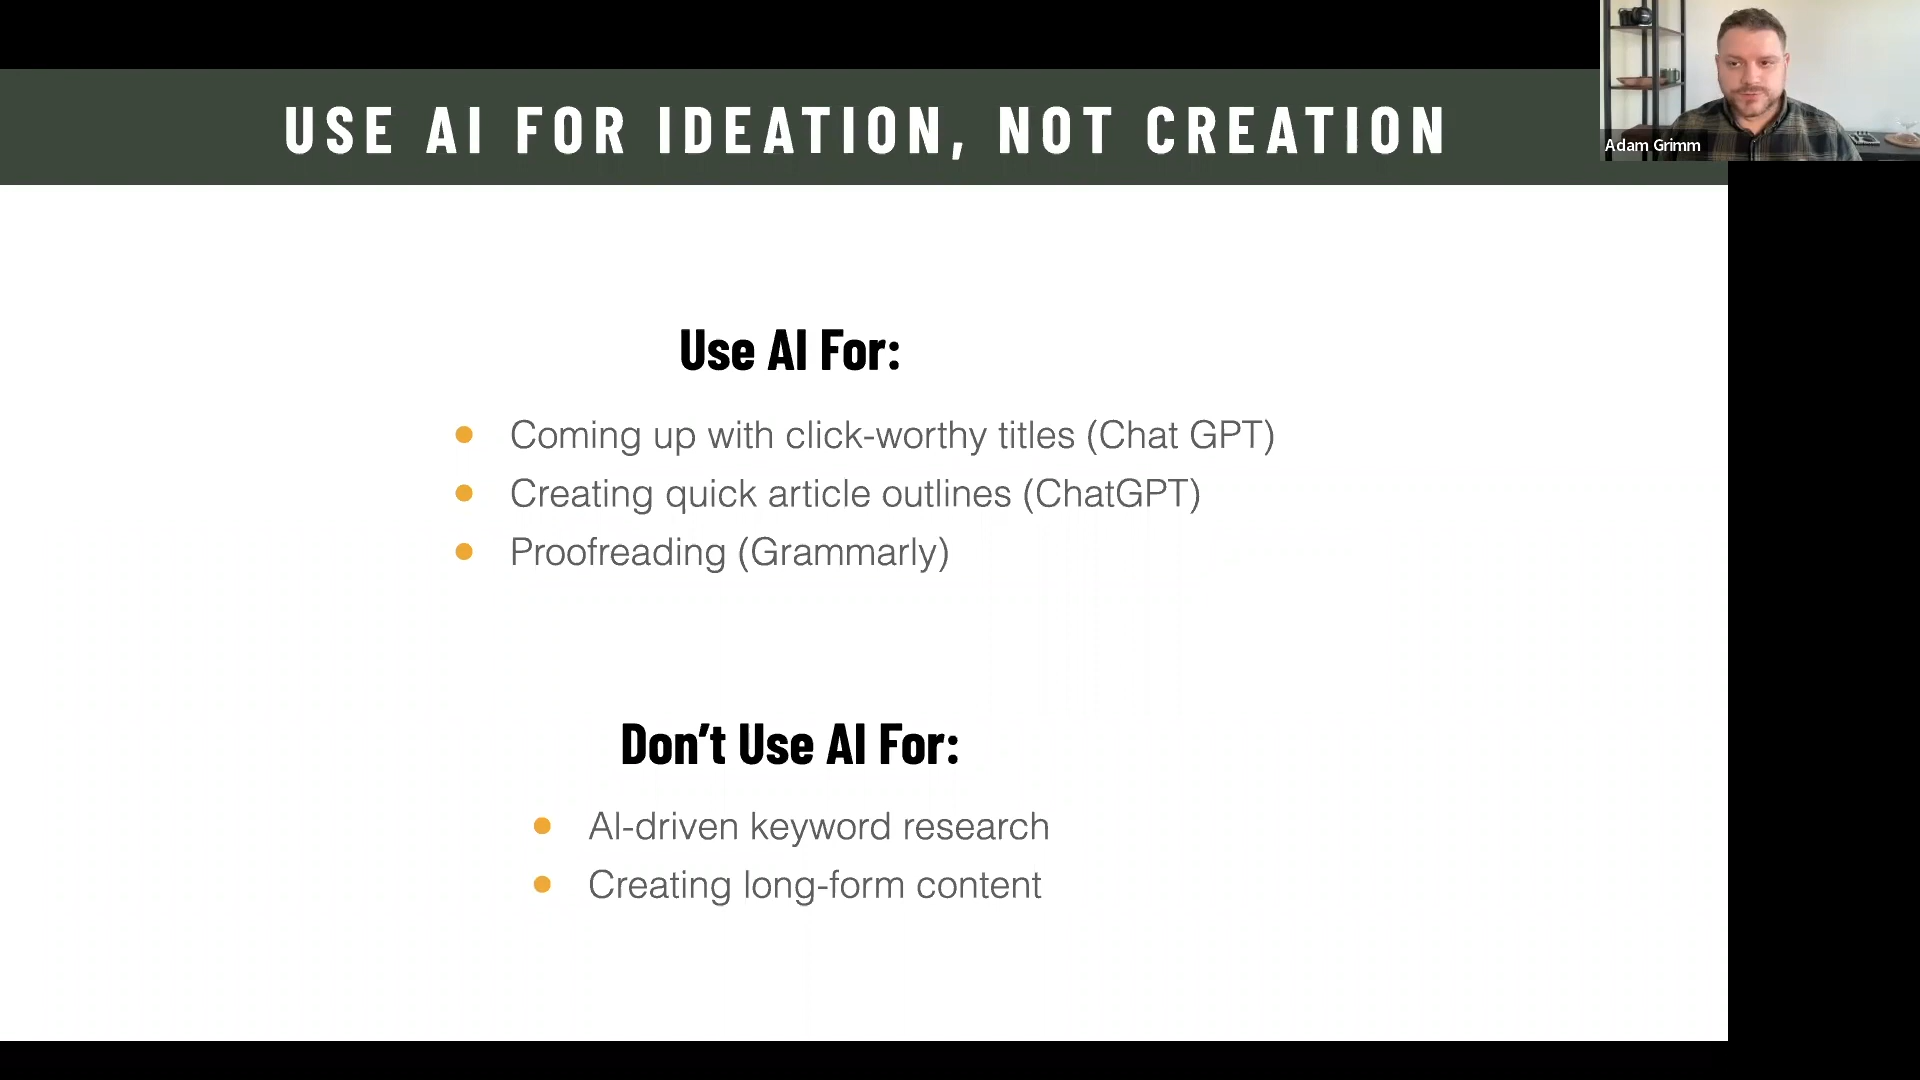 USE AI FOR IDEATION, NOT CREATION
Adam Grimm
Use AI For:
Coming up with click-worthy titles (Chat GPT)
Creating quick article outlines (ChatGPT)
Proofreading (Grammarly)
Don’t Use AI For:
AI-driven keyword research
Creating long-form content